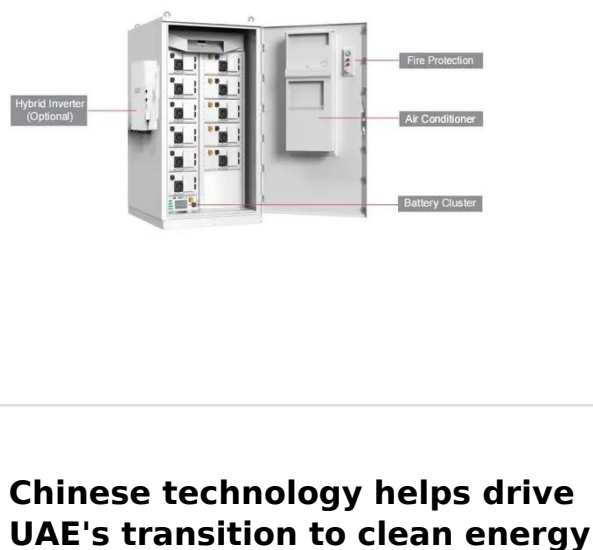 Fire Protection
Hybrid Inverter
(Optional)
Air Conditioner
Battery Cluster
Chinese technology helps drive
UAE's transition to clean energy